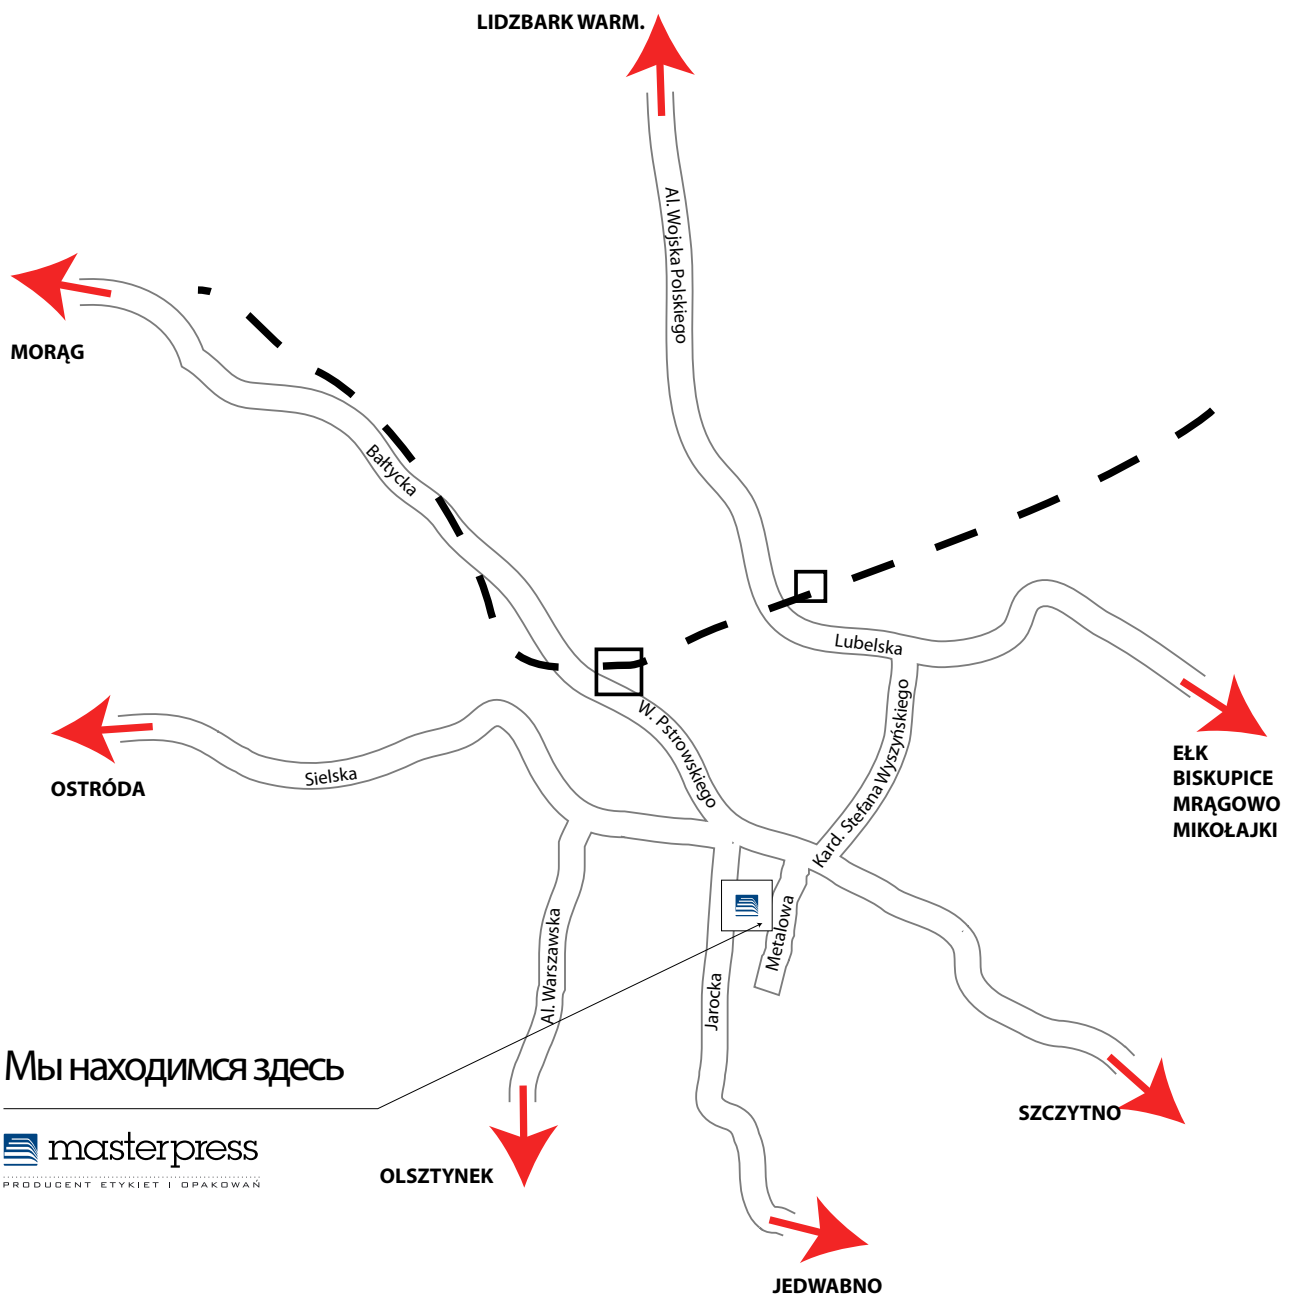 LIDZBARK WARM.
Al. Wojska Polskiego
MORĄG
Bałtycka
Lubelska
W. Pstrowskiego
Kard. Stefana Wyszyńskiego
EŁK
BISKUPICE
MRĄGOWO
MIKOŁAJKI
OSTRÓDA
Sielska
Al. Warszawska
Metalowa
Jarocka
Мы находимся здесь
masterpress
PRODUCENT ETYKIET I OPAKOWAŃ
SZCZYTNO
OLSZTYNEK
JEDWABNO